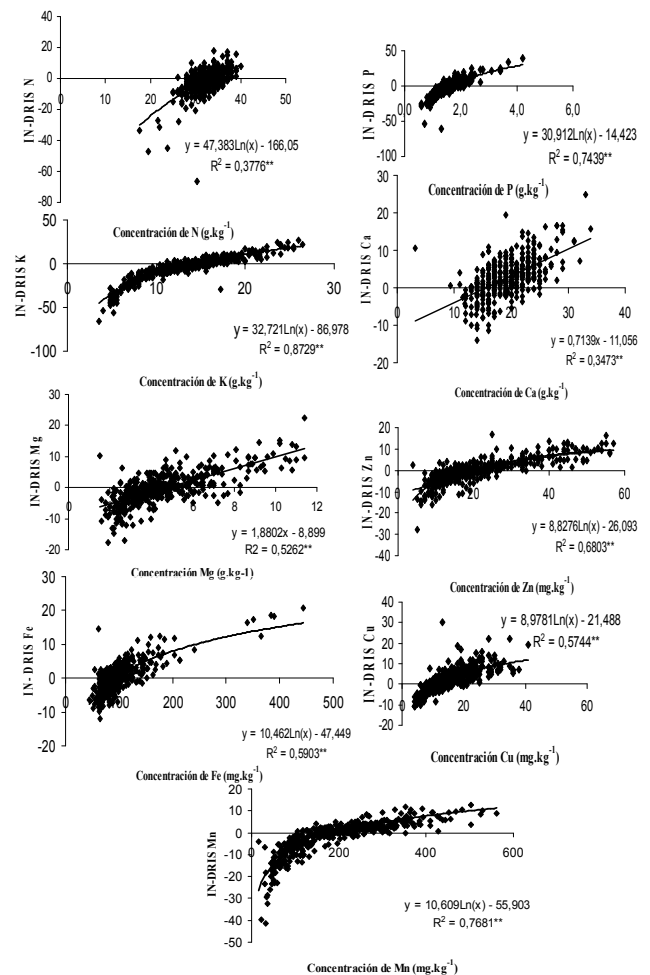 40
20
0
0
20
40
50
-20
-40
-60
-80
IN-DRIS N
y = 47,383Ln(x) - 166,05
R² = 0,3776**
Concentración de N (g.kg⁻¹)
50
0
0,0
2,0
4,0
6,0
-50
-100
IN-DRIS P
y = 30,912Ln(x) - 14,423
R² = 0,7439**
Concentración de P (g.kg⁻¹)
50
0
0
10
20
30
-50
-100
IN-DRIS K
y = 32,721Ln(x) - 86,978
R² = 0,8729**
Concentración de K (g.kg⁻¹)
30
20
10
0
0
10
20
30
40
-10
-20
IN-DRIS Ca
y = 0,7139x - 11,056
R² = 0,3473**
Concentración de Ca (g.kg⁻¹)
30
20
10
0
0
2
4
6
8
10
12
-10
-20
IN-DRIS Mg
y = 1,8802x - 8,899
R2 = 0,5262**
Concentración Mg (g.kg-1)
20
10
0
0
20
40
60
-10
-20
-30
-40
IN-DRIS Zn
y = 8,8276Ln(x) - 26,093
R² = 0,6803**
Concentración de Zn (mg.kg⁻¹)
30
20
10
0
0
100
200
300
400
500
-10
-20
IN-DRIS Fe
y = 10,462Ln(x) - 47,449
R² = 0,5903**
Concentración de Fe (mg.kg⁻¹)
40
30
20
10
0
0
20
40
60
-10
-20
IN-DRIS Cu
y = 8,9781Ln(x) - 21,488
R² = 0,5744**
Concentración Cu (mg.kg⁻¹)
20
10
0
0
200
400
600
-10
-20
-30
-40
-50
IN-DRIS Mn
y = 10,609Ln(x) - 55,903
R² = 0,7681**
Concentración de Mn (mg.kg⁻¹)